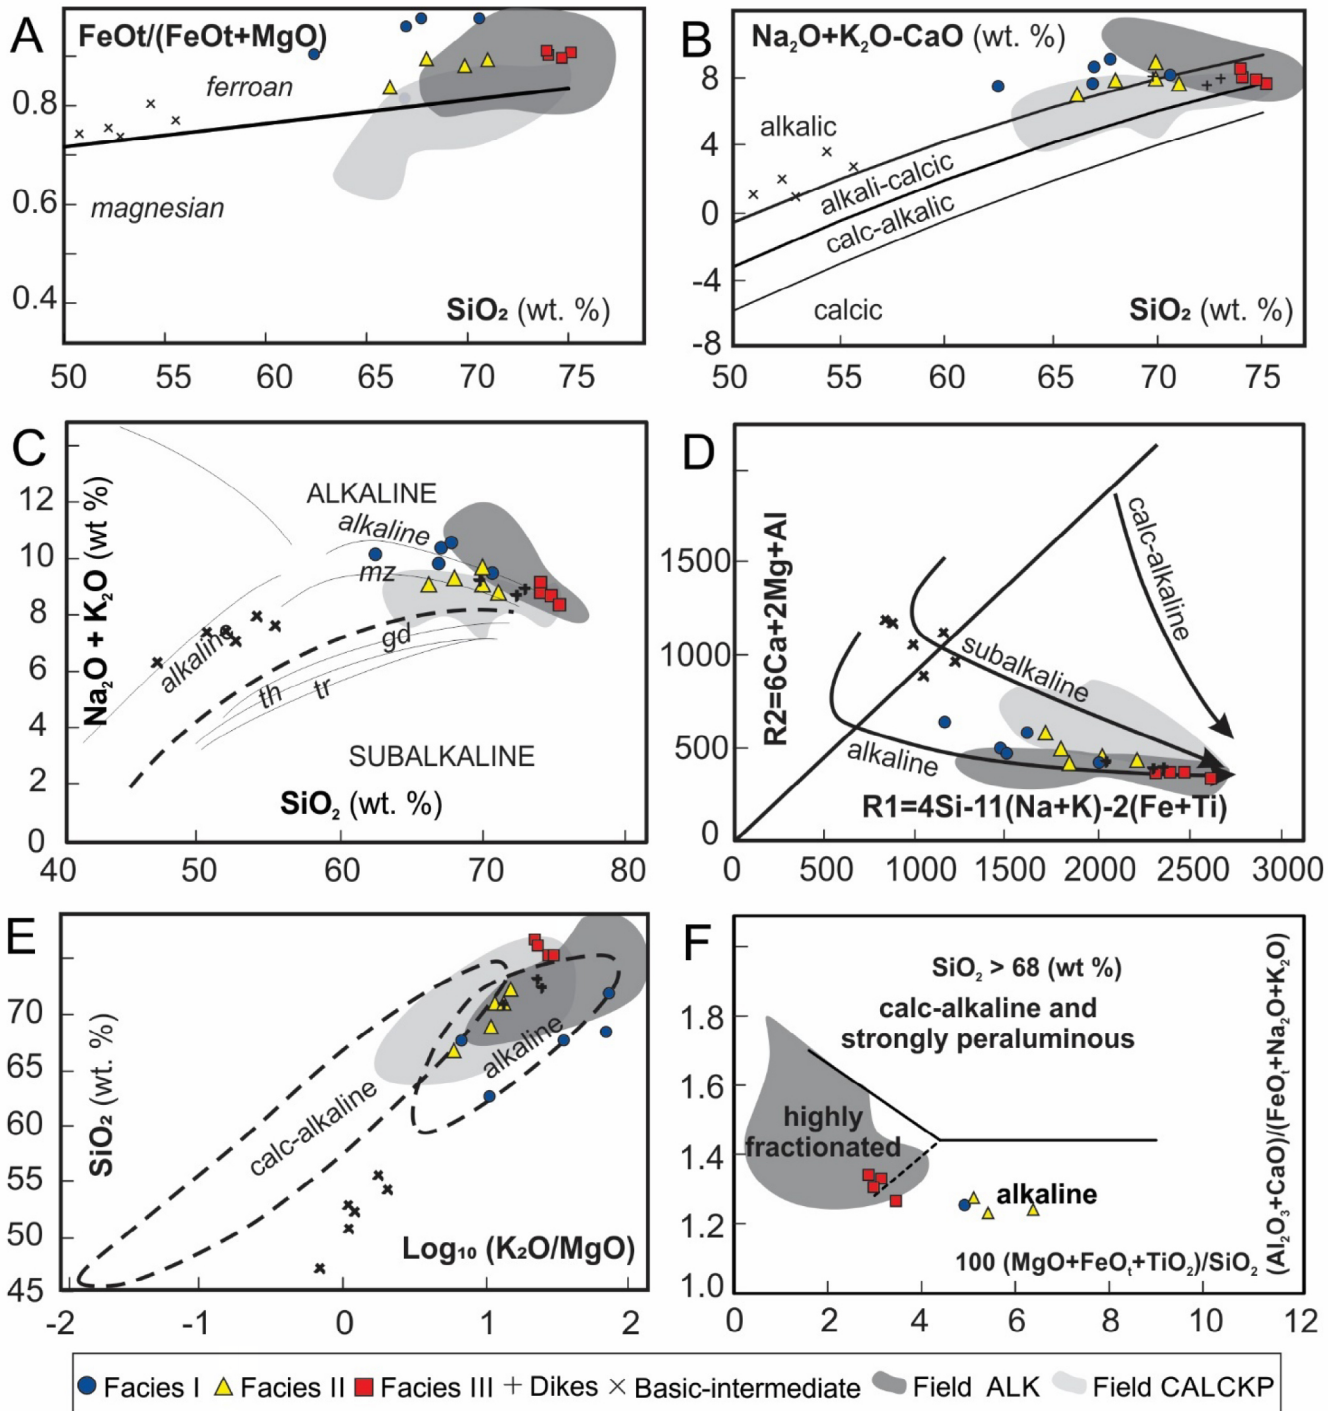 A
FeOt/(FeOt+MgO)
ferroan
magnesian
0.8
0.6
0.4
SiO₂ (wt. %)
50 55 60 65 70 75
B
Na₂O+K₂O-CaO (wt. %)
alkalic
alkali-calcic
calc-alkalic
calcic
8
4
0
-4
-8
SiO₂ (wt. %)
50 55 60 65 70 75
C
Na₂O + K₂O (wt %)
ALKALINE
alkaline
mz
alkaline
gd
th
tr
SUBALKALINE
12
10
8
6
4
2
0
SiO₂ (wt. %)
40 50 60 70 80
D
R2=6Ca+2Mg+Al
calc-alkaline
subalkaline
alkaline
1500
1000
500
0
R1=4Si-11(Na+K)-2(Fe+Ti)
0 500 1000 1500 2000 2500 3000
E
SiO₂ (wt. %)
calc-alkaline
alkaline
70
65
60
55
50
45
Log₁₀ (K₂O/MgO)
-2 -1 0 1 2
F
SiO₂ > 68 (wt %)
calc-alkaline and
strongly peraluminous
highly
fractionated
alkaline
1.8
1.6
1.4
1.2
1.0
100 (MgO+FeOₜ+TiO₂)/SiO₂
(Al₂O₃+CaO)/(FeOₜ+Na₂O+K₂O)
0 2 4 6 8 10 12
Facies I Facies II Facies III Dikes Basic-intermediate Field ALK Field CALCKP